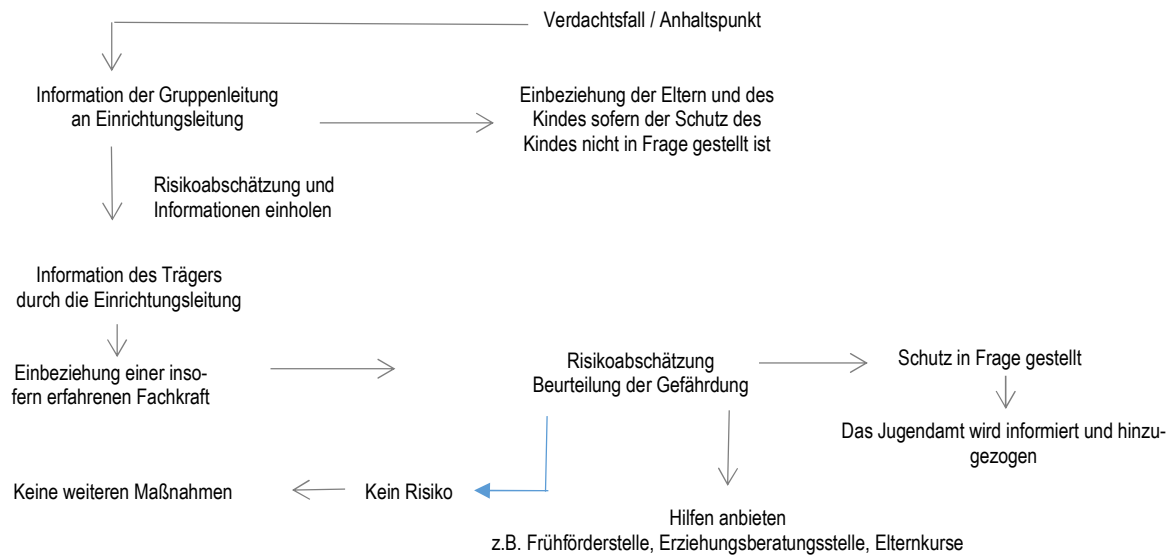 Verdachtsfall / Anhaltspunkt
Information der Gruppenleitung
an Einrichtungsleitung
Einbeziehung der Eltern und des
Kindes sofern der Schutz des
Kindes nicht in Frage gestellt ist
Risikoabschätzung und
Informationen einholen
Information des Trägers
durch die Einrichtungsleitung
Einbeziehung einer inso-
fern erfahrenen Fachkraft
Risikoabschätzung
Beurteilung der Gefährdung
Schutz in Frage gestellt
Das Jugendamt wird informiert und hinzu-
gezogen
Keine weiteren Maßnahmen
Kein Risiko
Hilfen anbieten
z.B. Frühförderstelle, Erziehungsberatungsstelle, Elternkurse